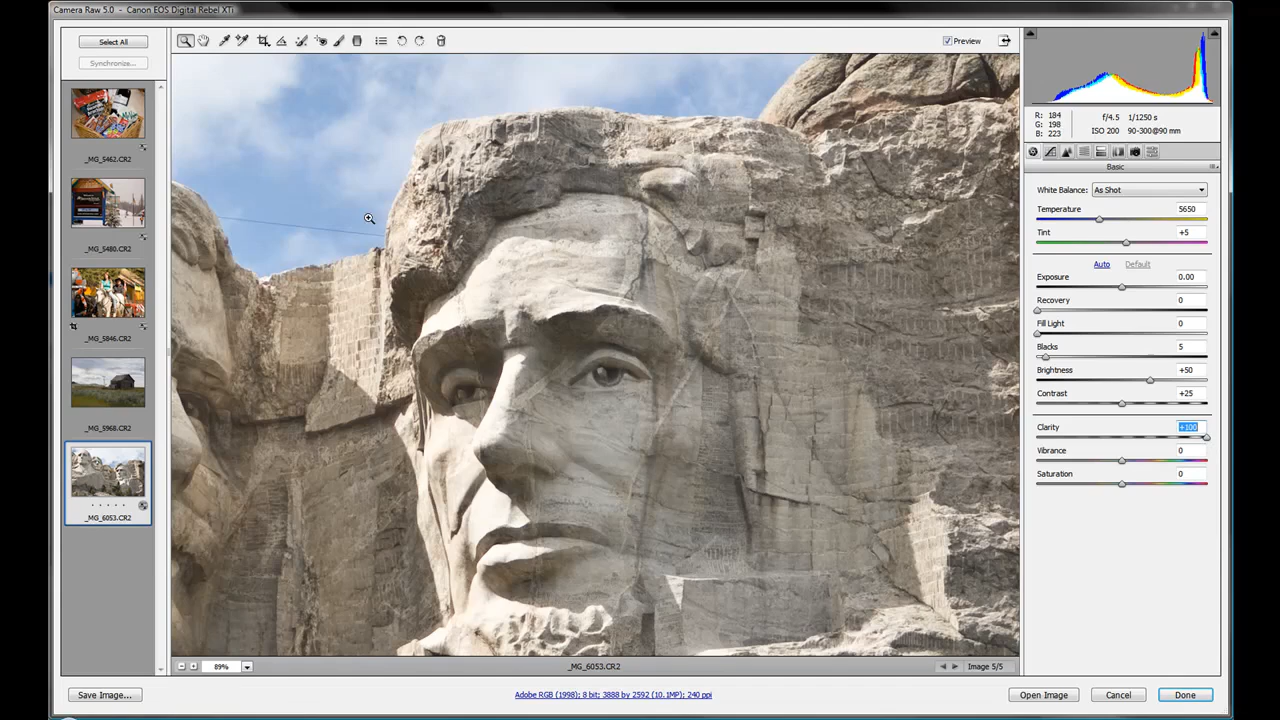 Camera Raw 5.0 - Canon EOS Digital Rebel XTi
Select All
Synchronize...
_MG_5462.CR2
_MG_5480.CR2
_MG_5846.CR2
_MG_5968.CR2
_MG_6053.CR2
Preview
R: 184
G: 198
B: 223
f/4.5 1/1250 s
ISO 200 90-300@90 mm
Basic
White Balance: As Shot
Temperature 5650
Tint +5
Auto Default
Exposure 0.00
Recovery 0
Fill Light 0
Blacks 5
Brightness +50
Contrast +25
Clarity +100
Vibrance 0
Saturation 0
89%
_MG_6053.CR2
Image 5/5
Save Image...
Adobe RGB (1998); 8 bit; 3888 by 2592 (10.1MP); 240 ppi
Open Image
Cancel
Done